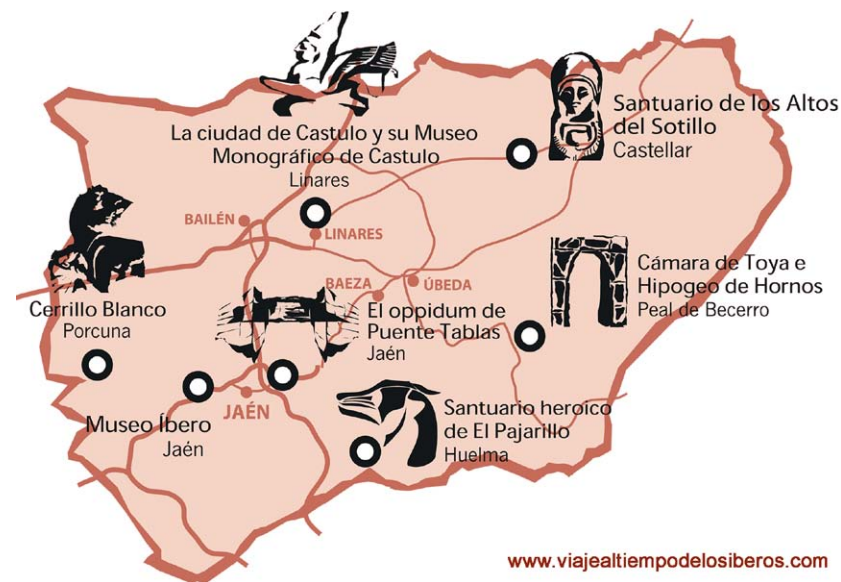 La ciudad de Castulo y su Museo
Monográfico de Castulo
Linares
Santuario de los Altos
del Sotillo
Castellar
BAILÉN
LINARES
Cerrillo Blanco
Porcuna
BAEZA
ÚBEDA
El oppidum de
Puente Tablas
Jaén
Cámara de Toya e
Hipogeo de Hornos
Peal de Becerro
Museo Íbero
Jaén
JAÉN
Santuario heroico
de El Pajarillo
Huelma
www.viajealtiempodelosiberos.com